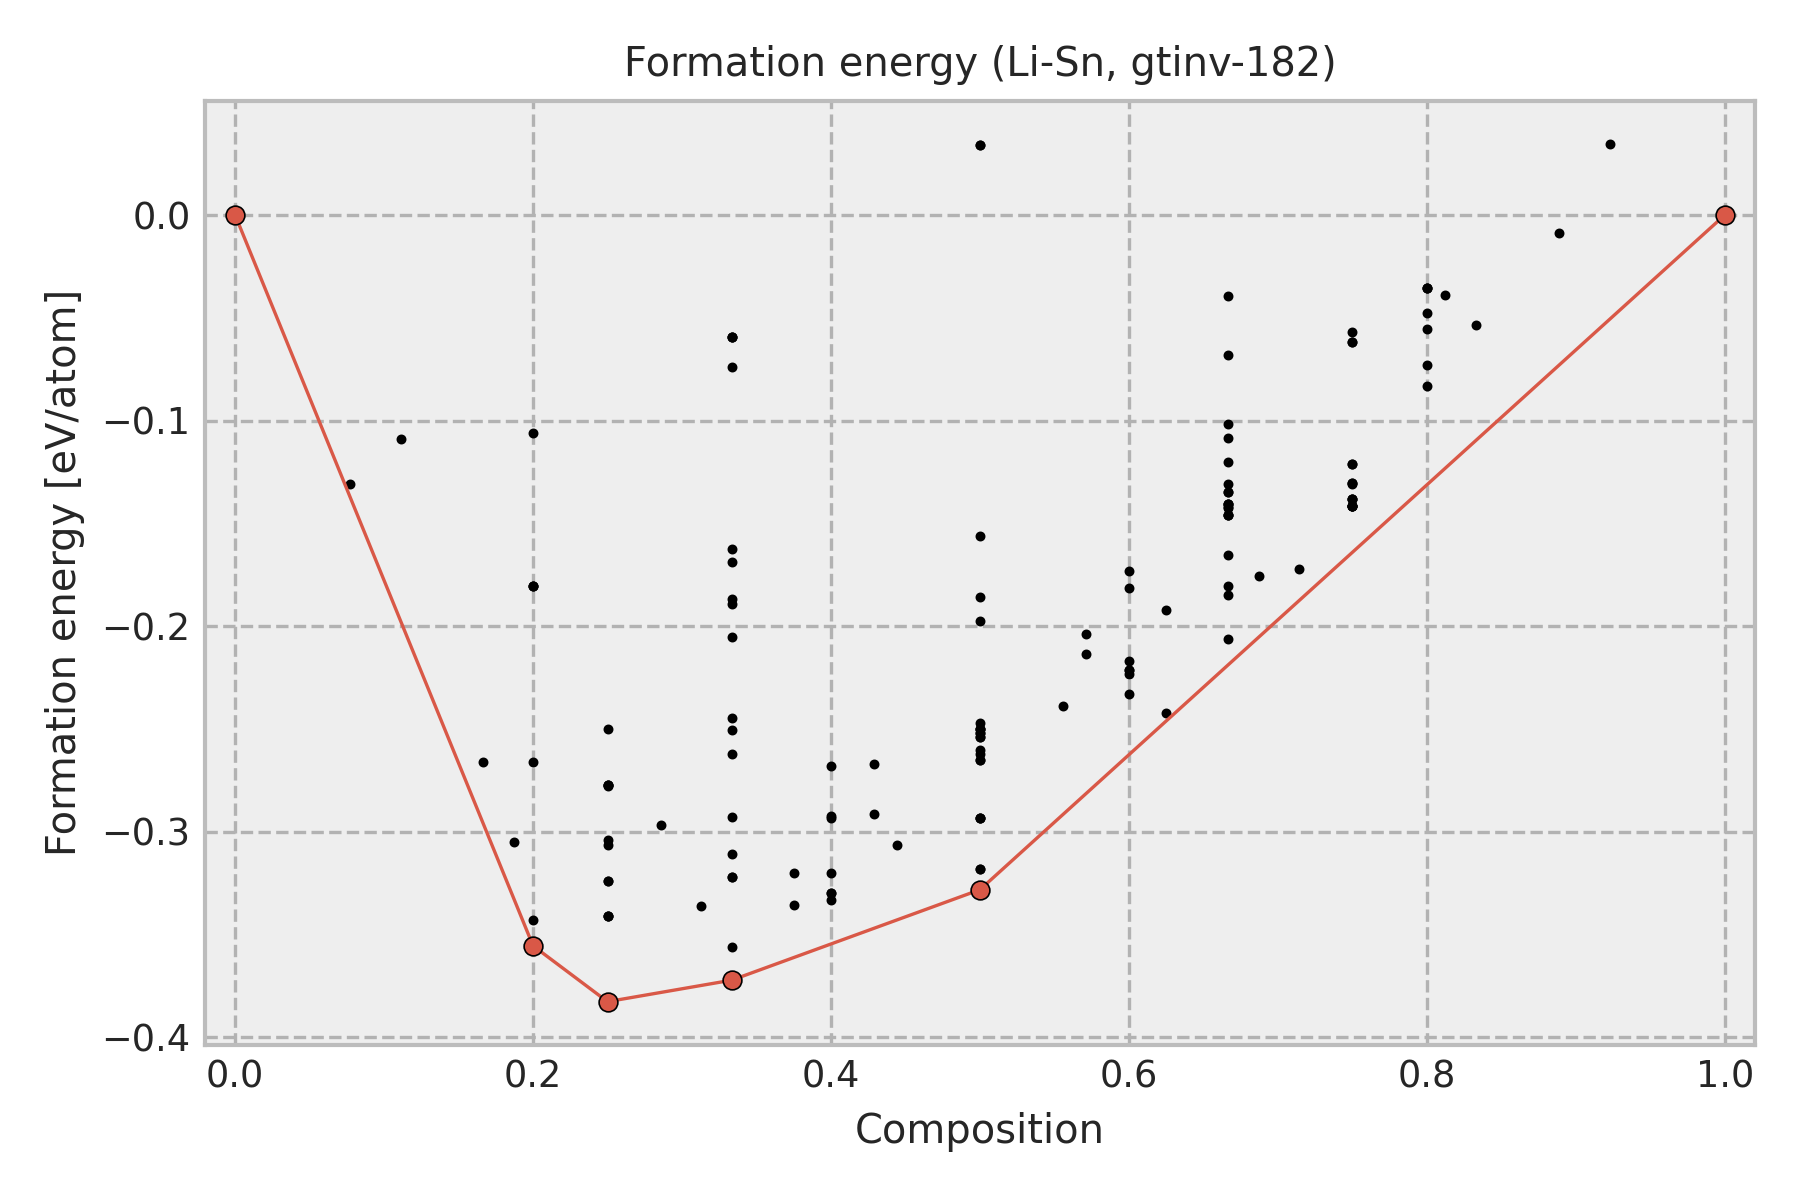 Formation energy (Li-Sn, gtinv-182)
Formation energy [eV/atom]
0.0
−0.1
−0.2
−0.3
−0.4
0.0 0.2 0.4 0.6 0.8 1.0
Composition